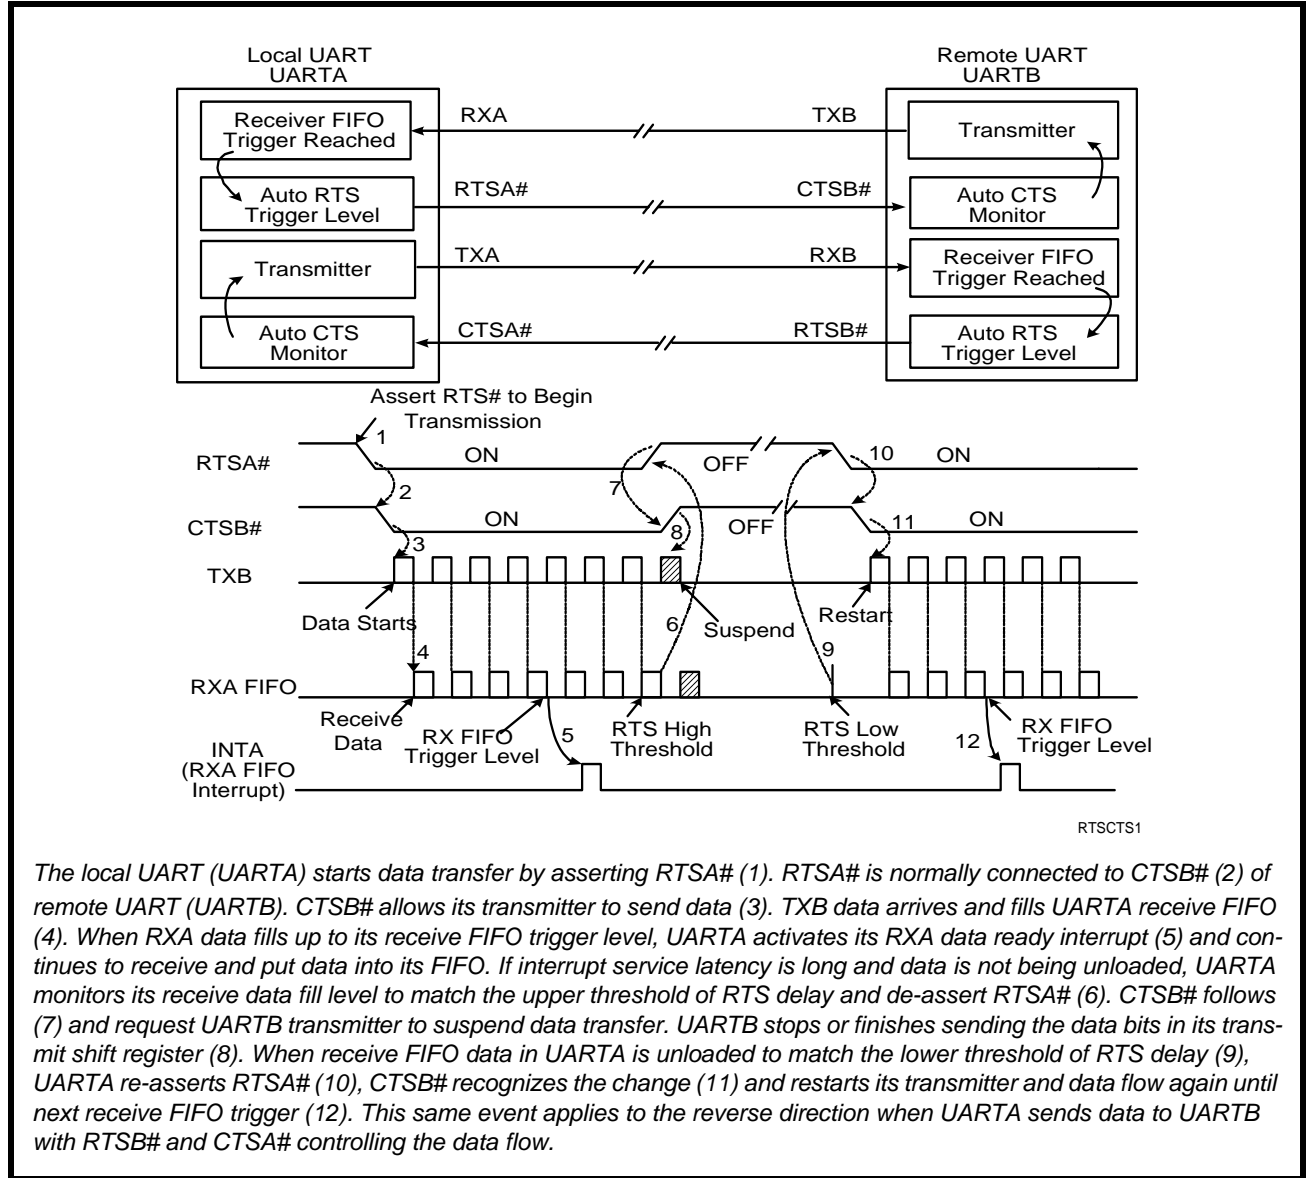 Local UART
UARTA
Remote UART
UARTB
Receiver FIFO
Trigger Reached
RXA
TXB
Transmitter
Auto RTS
Trigger Level
RTSA#
CTSB#
Auto CTS
Monitor
Transmitter
TXA
RXB
Receiver FIFO
Trigger Reached
Auto CTS
Monitor
CTSA#
RTSB#
Auto RTS
Trigger Level
Assert RTS# to Begin
Transmission
1
RTSA#
ON
OFF
10
ON
2
7
CTSB#
ON
8
OFF
11
ON
3
TXB
Data Starts
6
Suspend
Restart
4
9
RXA FIFO
Receive
Data
RX FIFO
Trigger Level
5
RTS High
Threshold
RTS Low
Threshold
12
RX FIFO
Trigger Level
INTA
(RXA FIFO
Interrupt)
RTSCTS1
The local UART (UARTA) starts data transfer by asserting RTSA# (1). RTSA# is normally connected to CTSB# (2) of
remote UART (UARTB). CTSB# allows its transmitter to send data (3). TXB data arrives and fills UARTA receive FIFO
(4). When RXA data fills up to its receive FIFO trigger level, UARTA activates its RXA data ready interrupt (5) and con-
tinues to receive and put data into its FIFO. If interrupt service latency is long and data is not being unloaded, UARTA
monitors its receive data fill level to match the upper threshold of RTS delay and de-assert RTSA# (6). CTSB# follows
(7) and request UARTB transmitter to suspend data transfer. UARTB stops or finishes sending the data bits in its trans-
mit shift register (8). When receive FIFO data in UARTA is unloaded to match the lower threshold of RTS delay (9),
UARTA re-asserts RTSA# (10), CTSB# recognizes the change (11) and restarts its transmitter and data flow again until
next receive FIFO trigger (12). This same event applies to the reverse direction when UARTA sends data to UARTB
with RTSB# and CTSA# controlling the data flow.